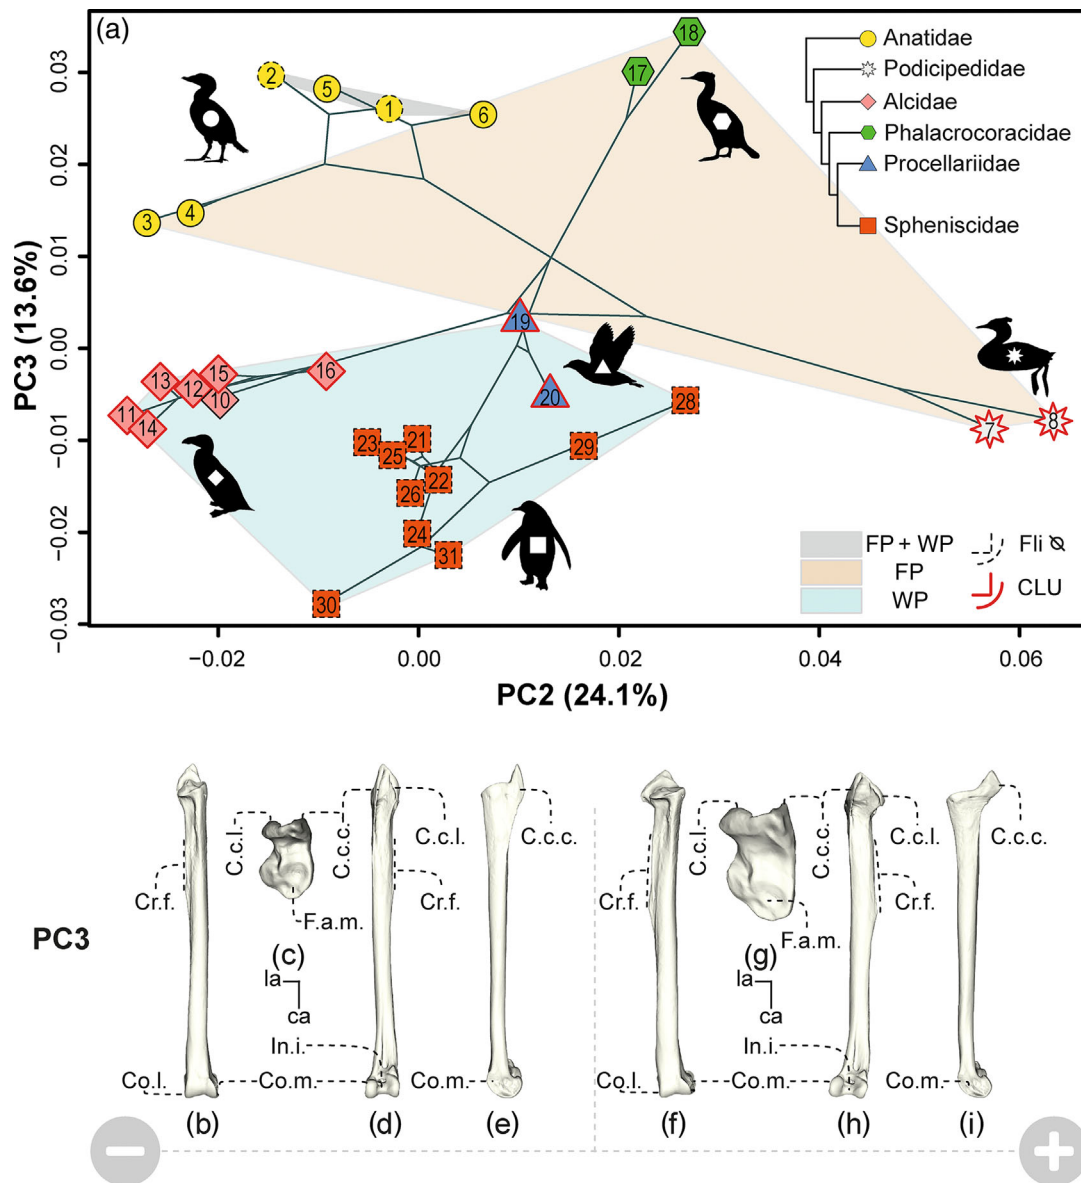 (a)
PC3 (13.6%)
0.03
0.02
0.01
0.00
−0.01
−0.02
−0.03
−0.02
0.00
0.02
0.04
0.06
PC2 (24.1%)
Anatidae
Podicipedidae
Alcidae
Phalacrocoracidae
Procellariidae
Spheniscidae
18
17
2
5
1
6
3
4
19
20
13
15
12
10
16
11
14
28
29
23
21
25
22
26
24
31
30
7
8
FP + WP
FP
WP
Fli
CLU
PC3
C.c.l.
C.c.c.
C.c.l.
C.c.c.
Cr.f.
Cr.f.
F.a.m.
(c)
la
ca
In.i.
Co.l.
Co.m.
Co.m.
(b)
(d)
(e)
C.c.l.
C.c.c.
C.c.l.
C.c.c.
Cr.f.
Cr.f.
F.a.m.
(g)
la
ca
In.i.
Co.l.
Co.m.
Co.m.
(f)
(h)
(i)
−
+